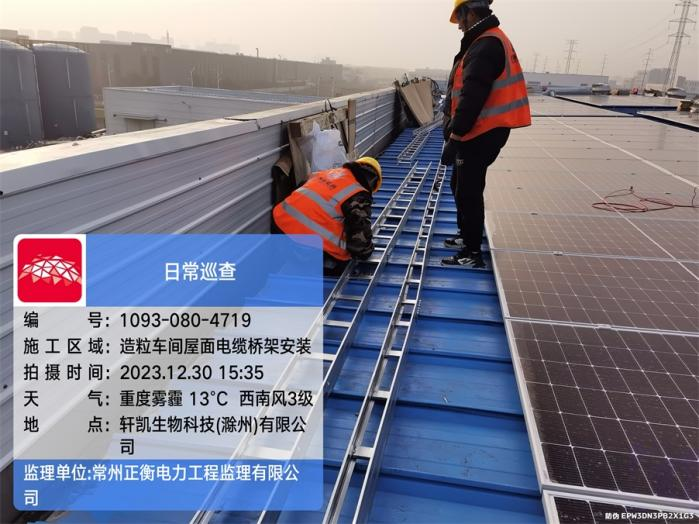 日常巡查
编号：1093-080-4719
施工区域：造粒车间屋面电缆桥架安装
拍摄时间：2023.12.30 15:35
天气：重度雾霾 13℃ 西南风3级
地点：轩凯生物科技(滁州)有限公
司
监理单位:常州正衡电力工程监理有限公
司
防伪 EPW3DN3PB2X1G3